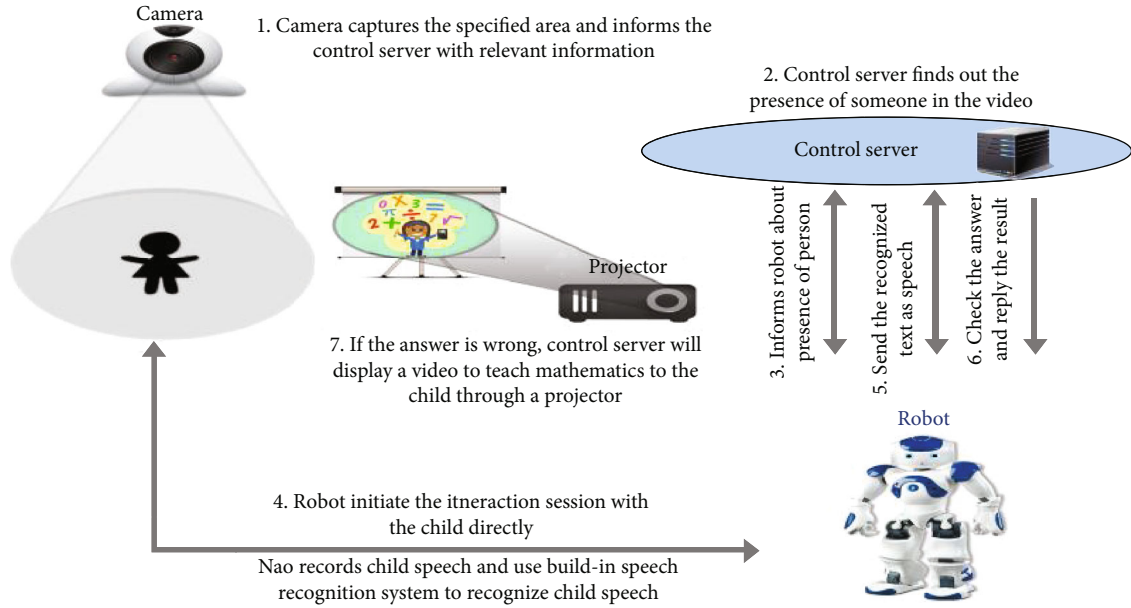 Camera
1. Camera captures the specified area and informs the
control server with relevant information
2. Control server finds out the
presence of someone in the video
Control server
3. Informs robot about
presence of person
5. Send the recognized
text as speech
6. Check the answer
and reply the result
Projector
7. If the answer is wrong, control server will
display a video to teach mathematics to the
child through a projector
Robot
4. Robot initiate the itneraction session with
the child directly
Nao records child speech and use build-in speech
recognition system to recognize child speech